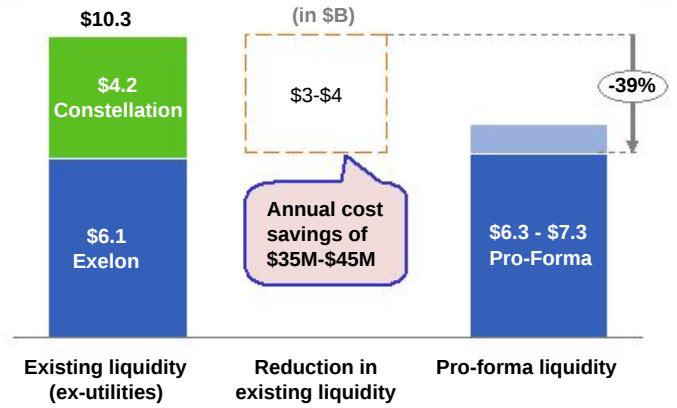 (in $B)
$10.3
$4.2
Constellation
$3-$4
-39%
Annual cost
savings of
$35M-$45M
$6.1
Exelon
$6.3 - $7.3
Pro-Forma
Existing liquidity
(ex-utilities)
Reduction in
existing liquidity
Pro-forma liquidity